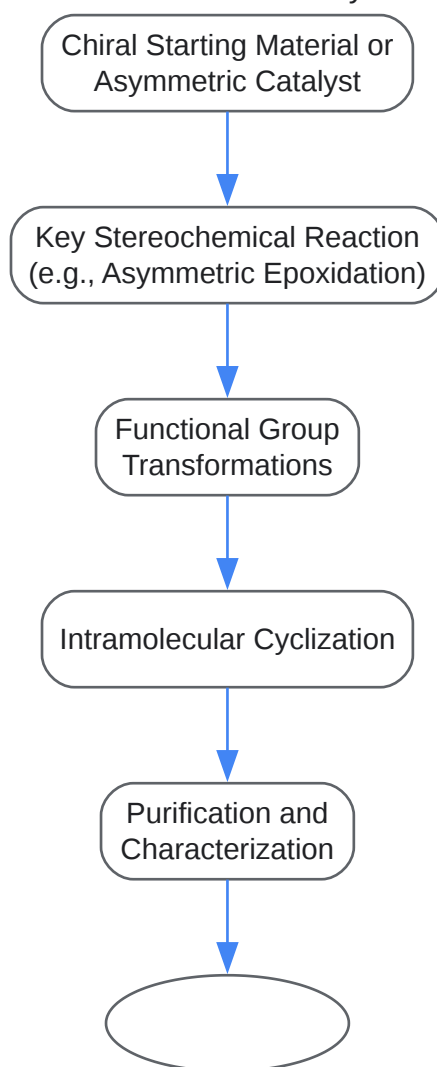 Chiral Starting Material or
Asymmetric Catalyst
Key Stereochemical Reaction
(e.g., Asymmetric Epoxidation)
Functional Group
Transformations
Intramolecular Cyclization
Purification and
Characterization